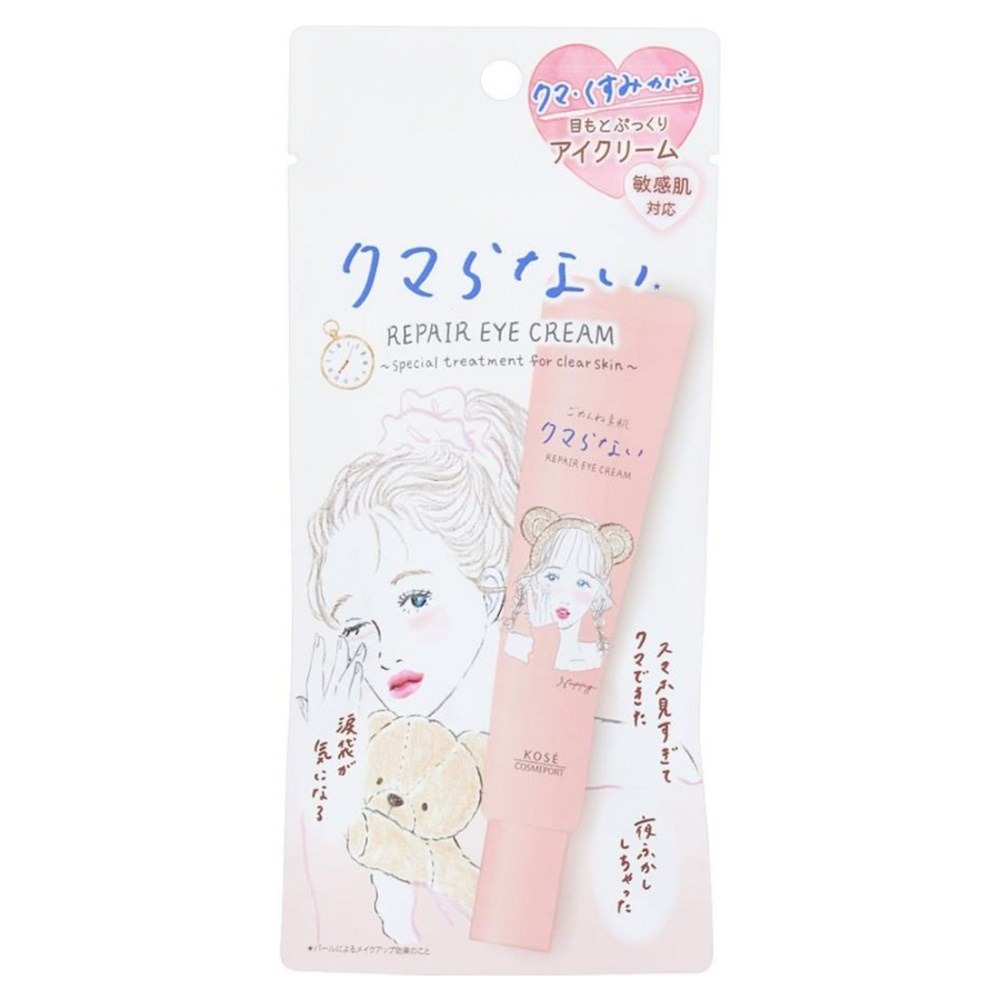 クマ・くすみカバー★
目もとぷっくり
アイクリーム
敏感肌
対応
クマらない★
REPAIR EYE CREAM
～special treatment for clear skin～
ごめんね素肌
クマらない
REPAIR EYE CREAM
Happy
KOSÉ
COSMEPORT
スマホ見すぎて
クマできた
涙袋が
気になる
夜ふかし
しちゃった
★パールによるメイクアップ効果のこと